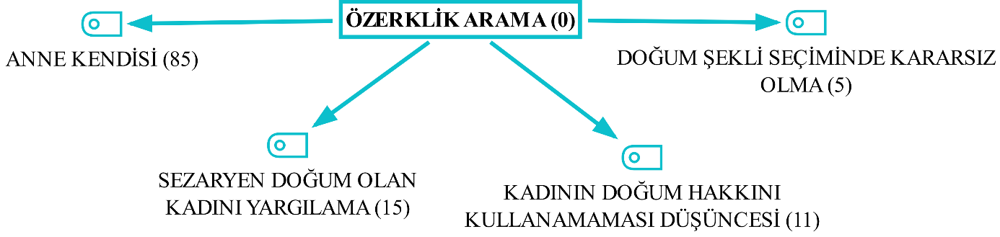 ÖZERKLİK ARAMA (0)
ANNE KENDİSİ (85)
DOĞUM ŞEKLİ SEÇİMİNDE KARARSIZ
OLMA (5)
SEZARYEN DOĞUM OLAN
KADINI YARGILAMA (15)
KADININ DOĞUM HAKKINI
KULLANAMAMASI DÜŞÜNCESİ (11)